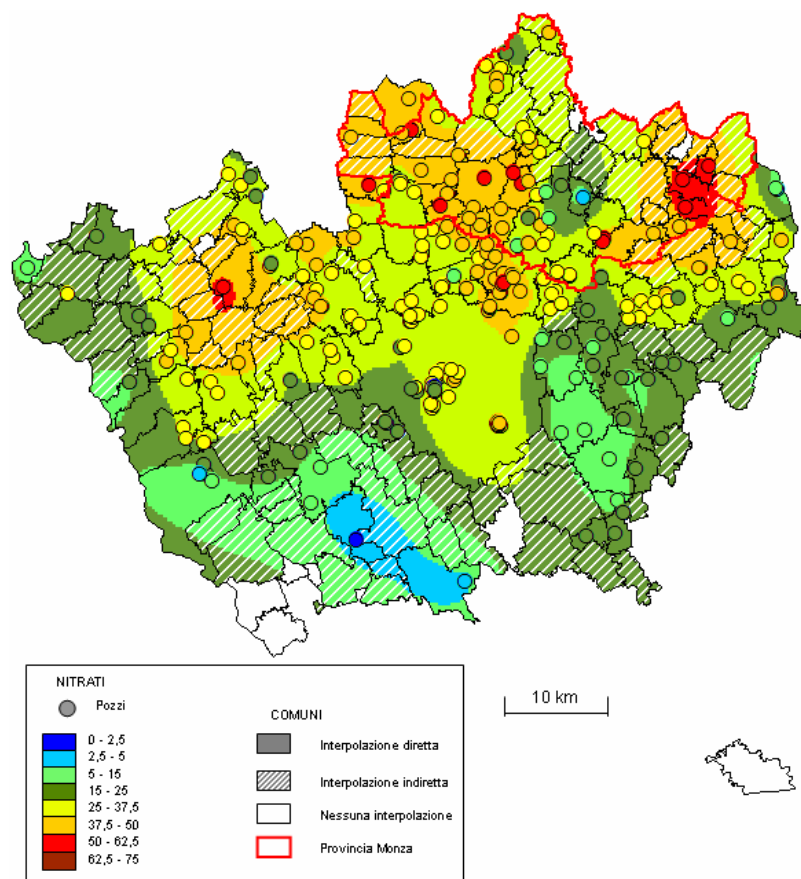 10 km
NITRATI
Pozzi
0 - 2,5
2,5 - 5
5 - 15
15 - 25
25 - 37,5
37,5 - 50
50 - 62,5
62,5 - 75
COMUNI
Interpolazione diretta
Interpolazione indiretta
Nessuna interpolazione
Provincia Monza